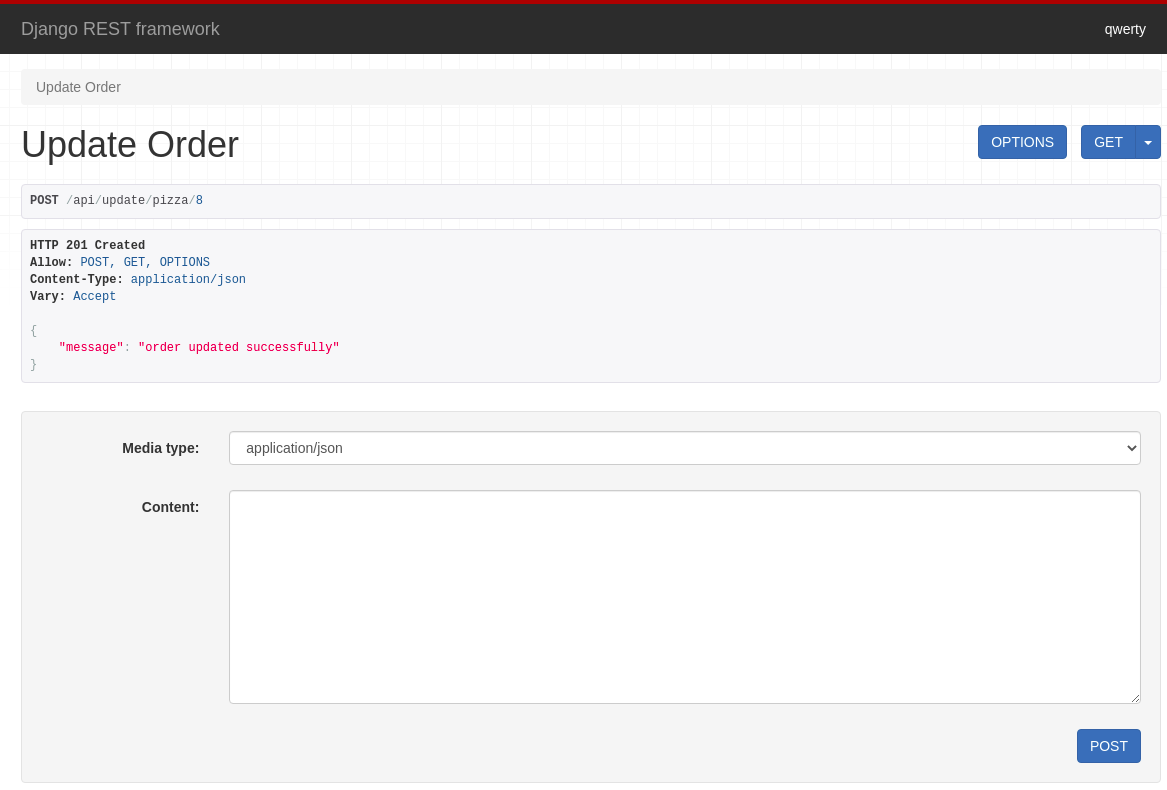 Django REST framework
qwerty
Update Order
Update Order
OPTIONS
GET
POST /api/update/pizza/8
HTTP 201 Created
Allow: POST, GET, OPTIONS
Content-Type: application/json
Vary: Accept
{
    "message": "order updated successfully"
}
Media type:
application/json
Content:
POST